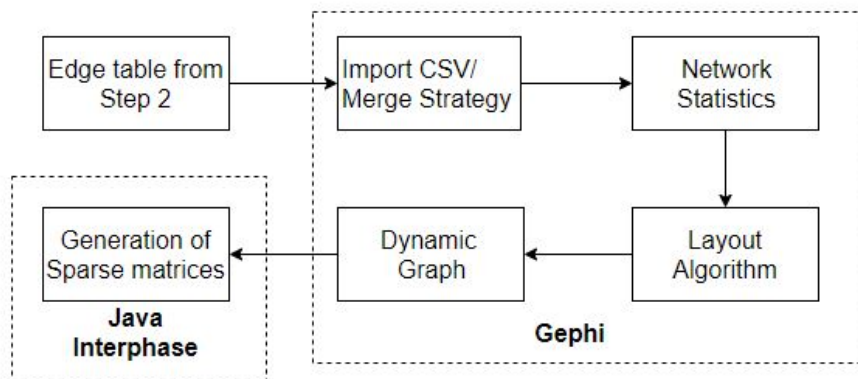 Edge table from
Step 2
Import CSV/
Merge Strategy
Network
Statistics
Generation of
Sparse matrices
Dynamic
Graph
Layout
Algorithm
Java
Interphase
Gephi